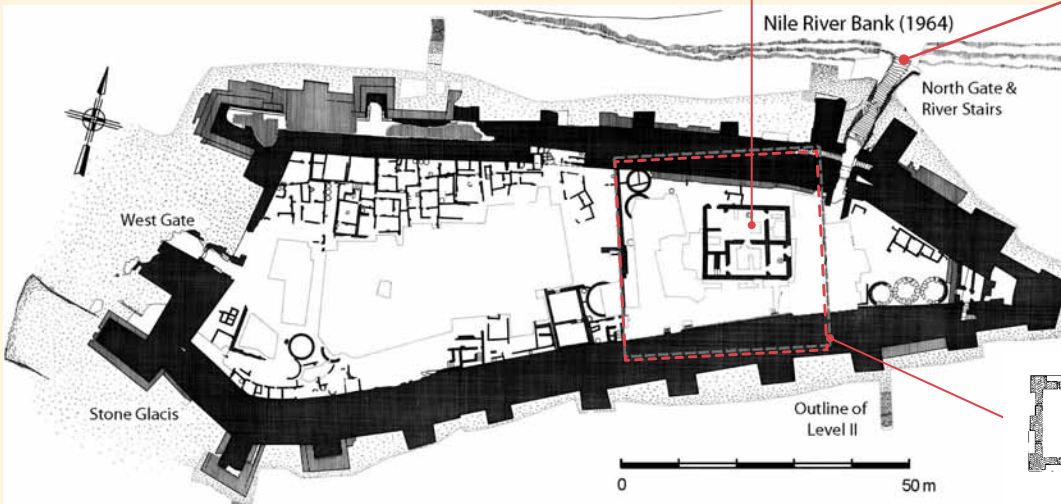 Nile River Bank (1964)
North Gate &
River Stairs
West Gate
Stone Glacis
Outline of
Level II
0
50 m